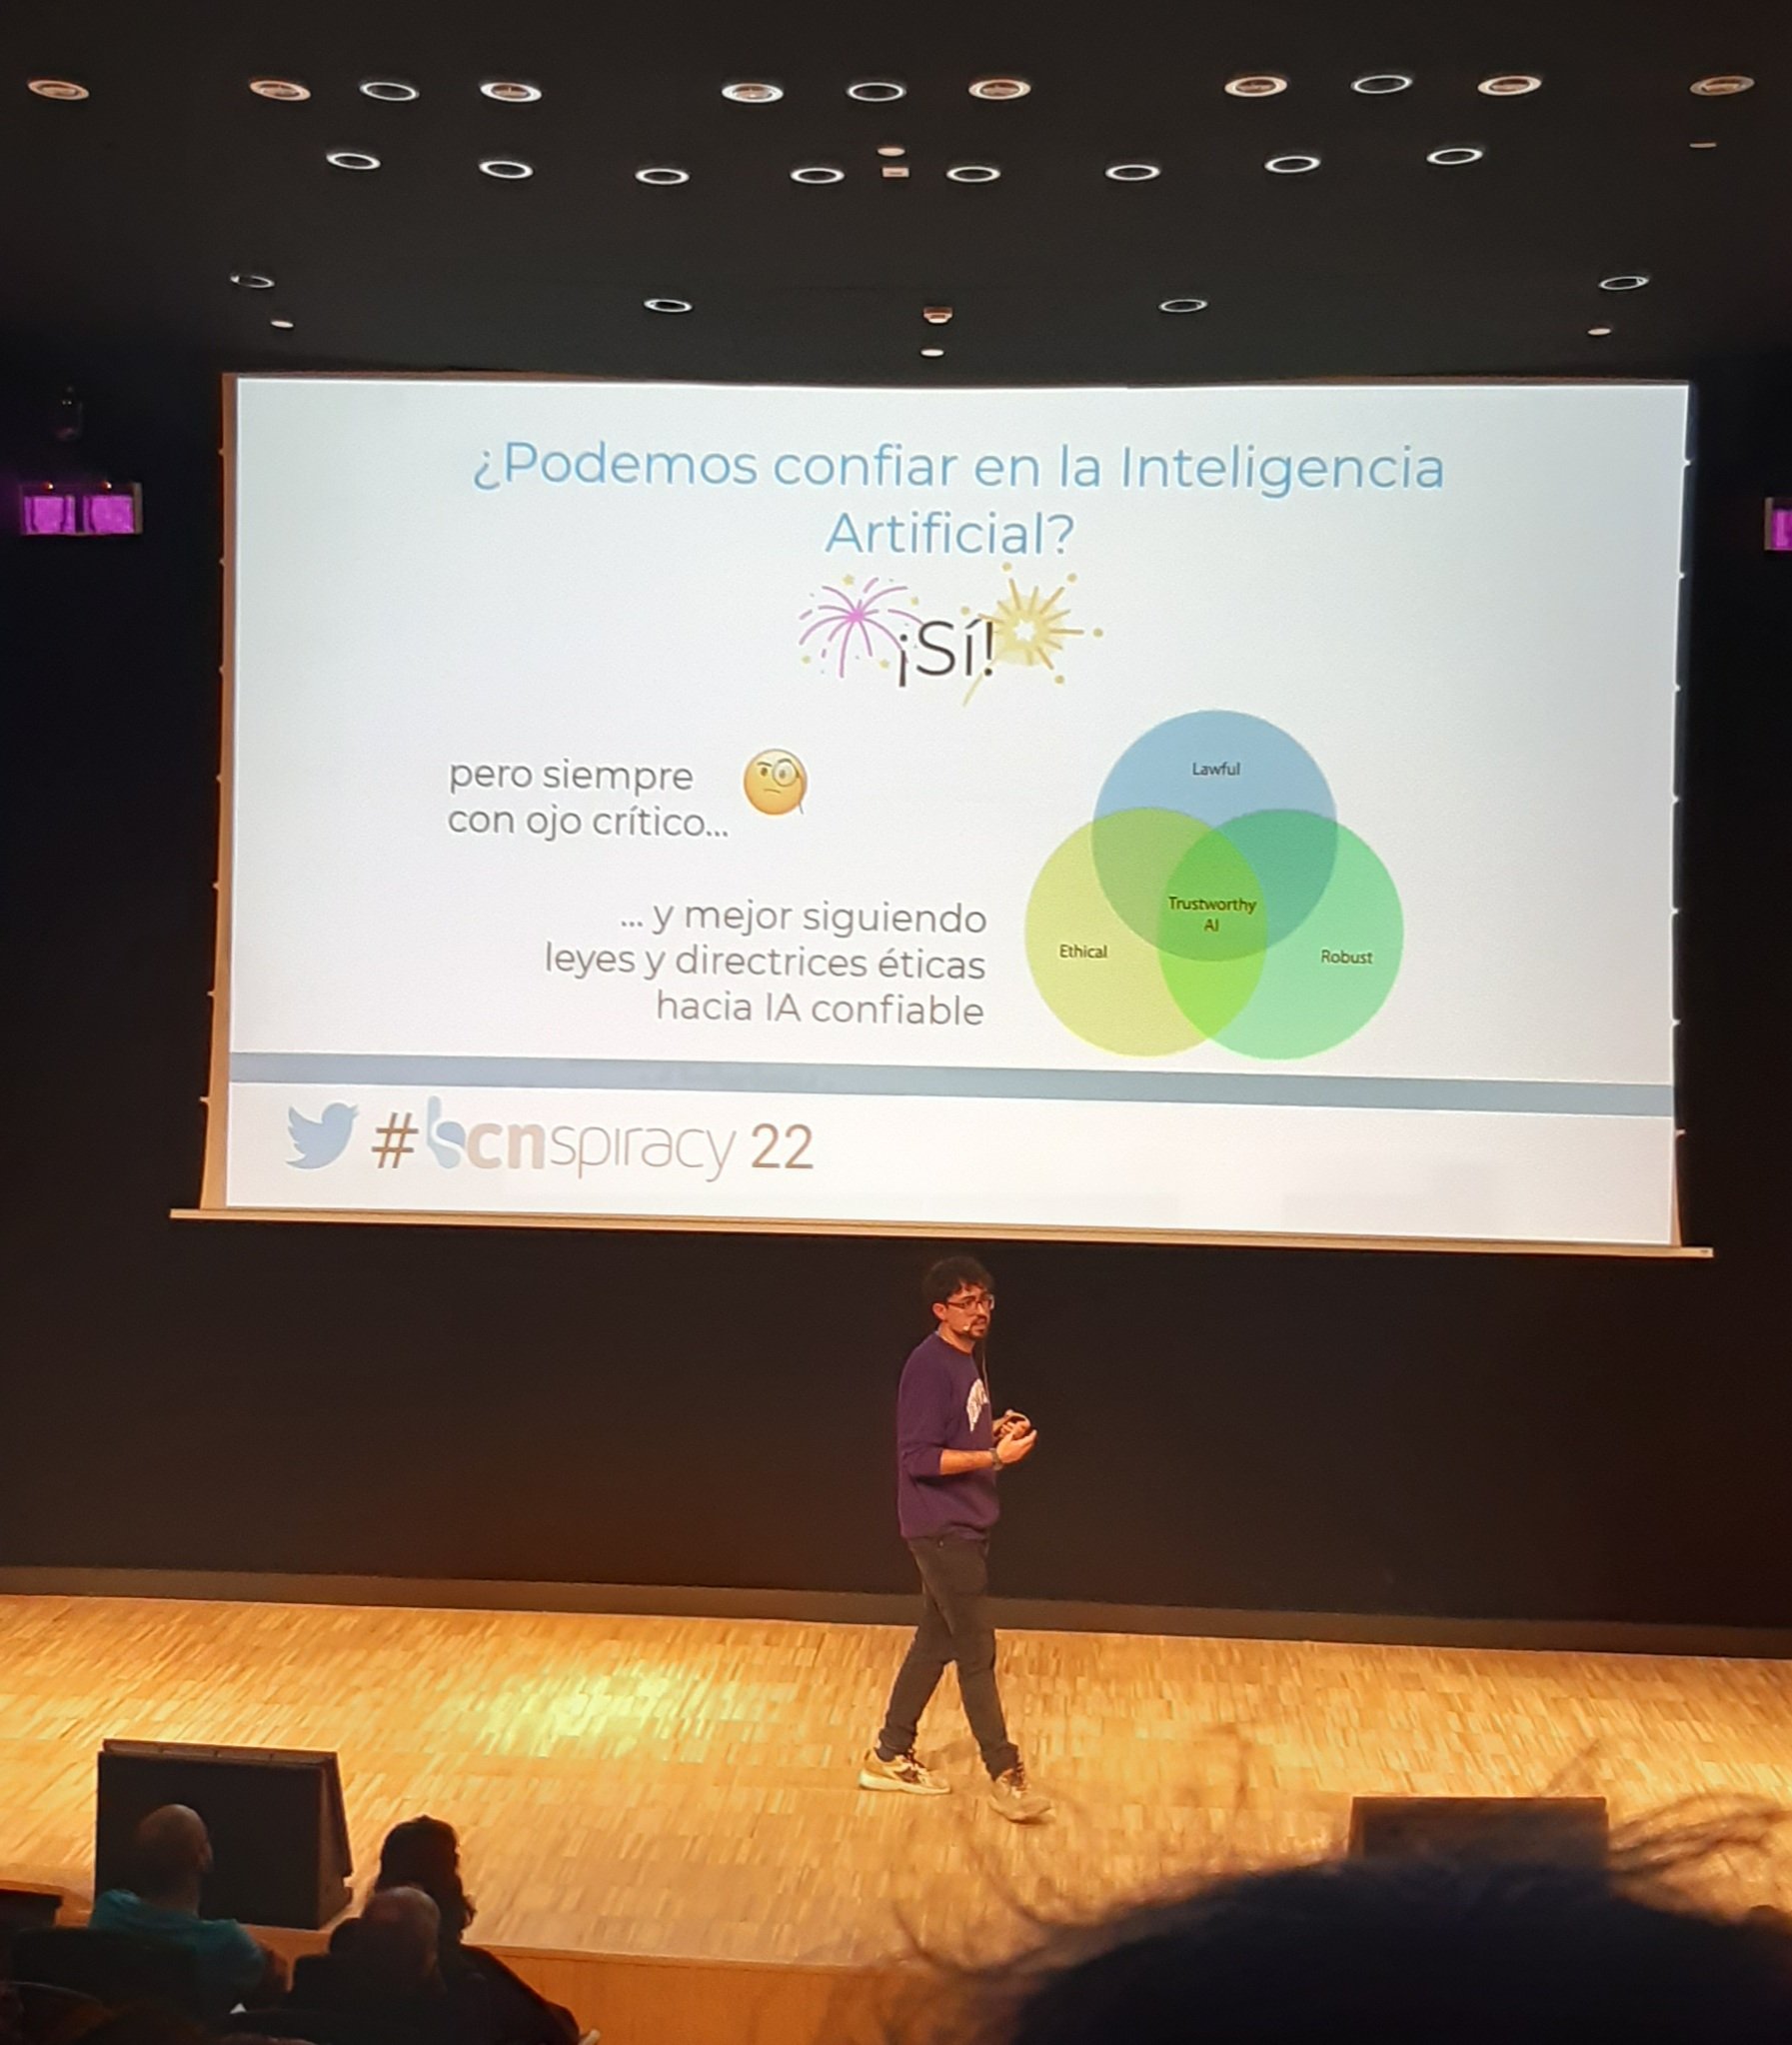 ¿Podemos confiar en la Inteligencia
Artificial?
¡Sí!
pero siempre
con ojo crítico...
... y mejor siguiendo
leyes y directrices éticas
hacia IA confiable
Lawful
Trustworthy
AI
Ethical
Robust
#bcnspiracy 22